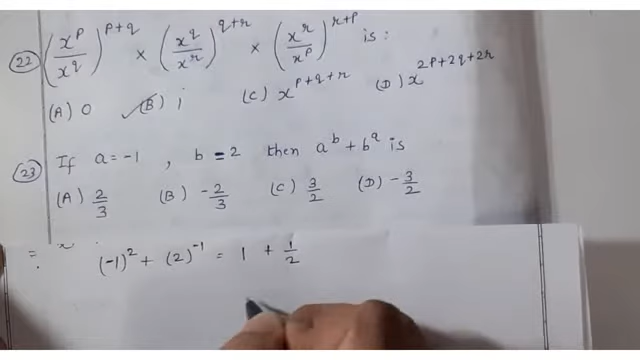 (22) (x^p/x^q)^(p+q) × (x^q/x^r)^(q+r) × (x^r/x^p)^(r+p) is :
(A) 0 ✓(B) 1 (C) x^(p+q+r) (D) x^(2p+2q+2r)
(23) If a = -1 , b = 2 then a^b + b^a is
(A) 2/3 (B) -2/3 (C) 3/2 (D) -3/2
(-1)^2 + (2)^-1 = 1 + 1/2